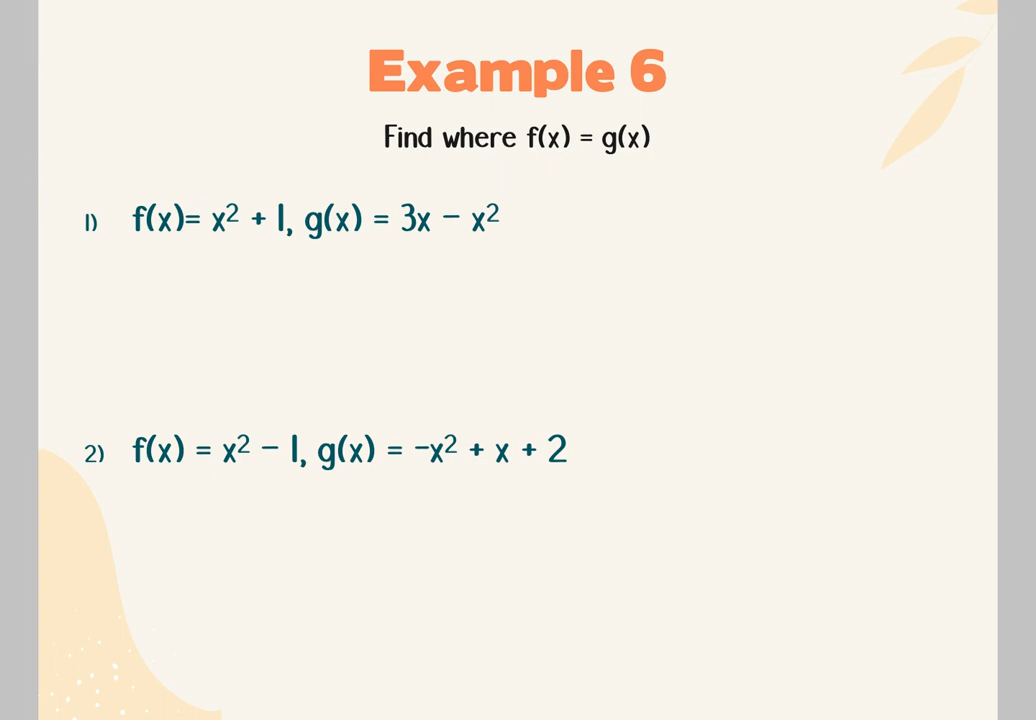 Example 6
Find where f(x) = g(x)
1) f(x)= x² + 1, g(x) = 3x − x²
2) f(x) = x² − 1, g(x) = −x² + x + 2